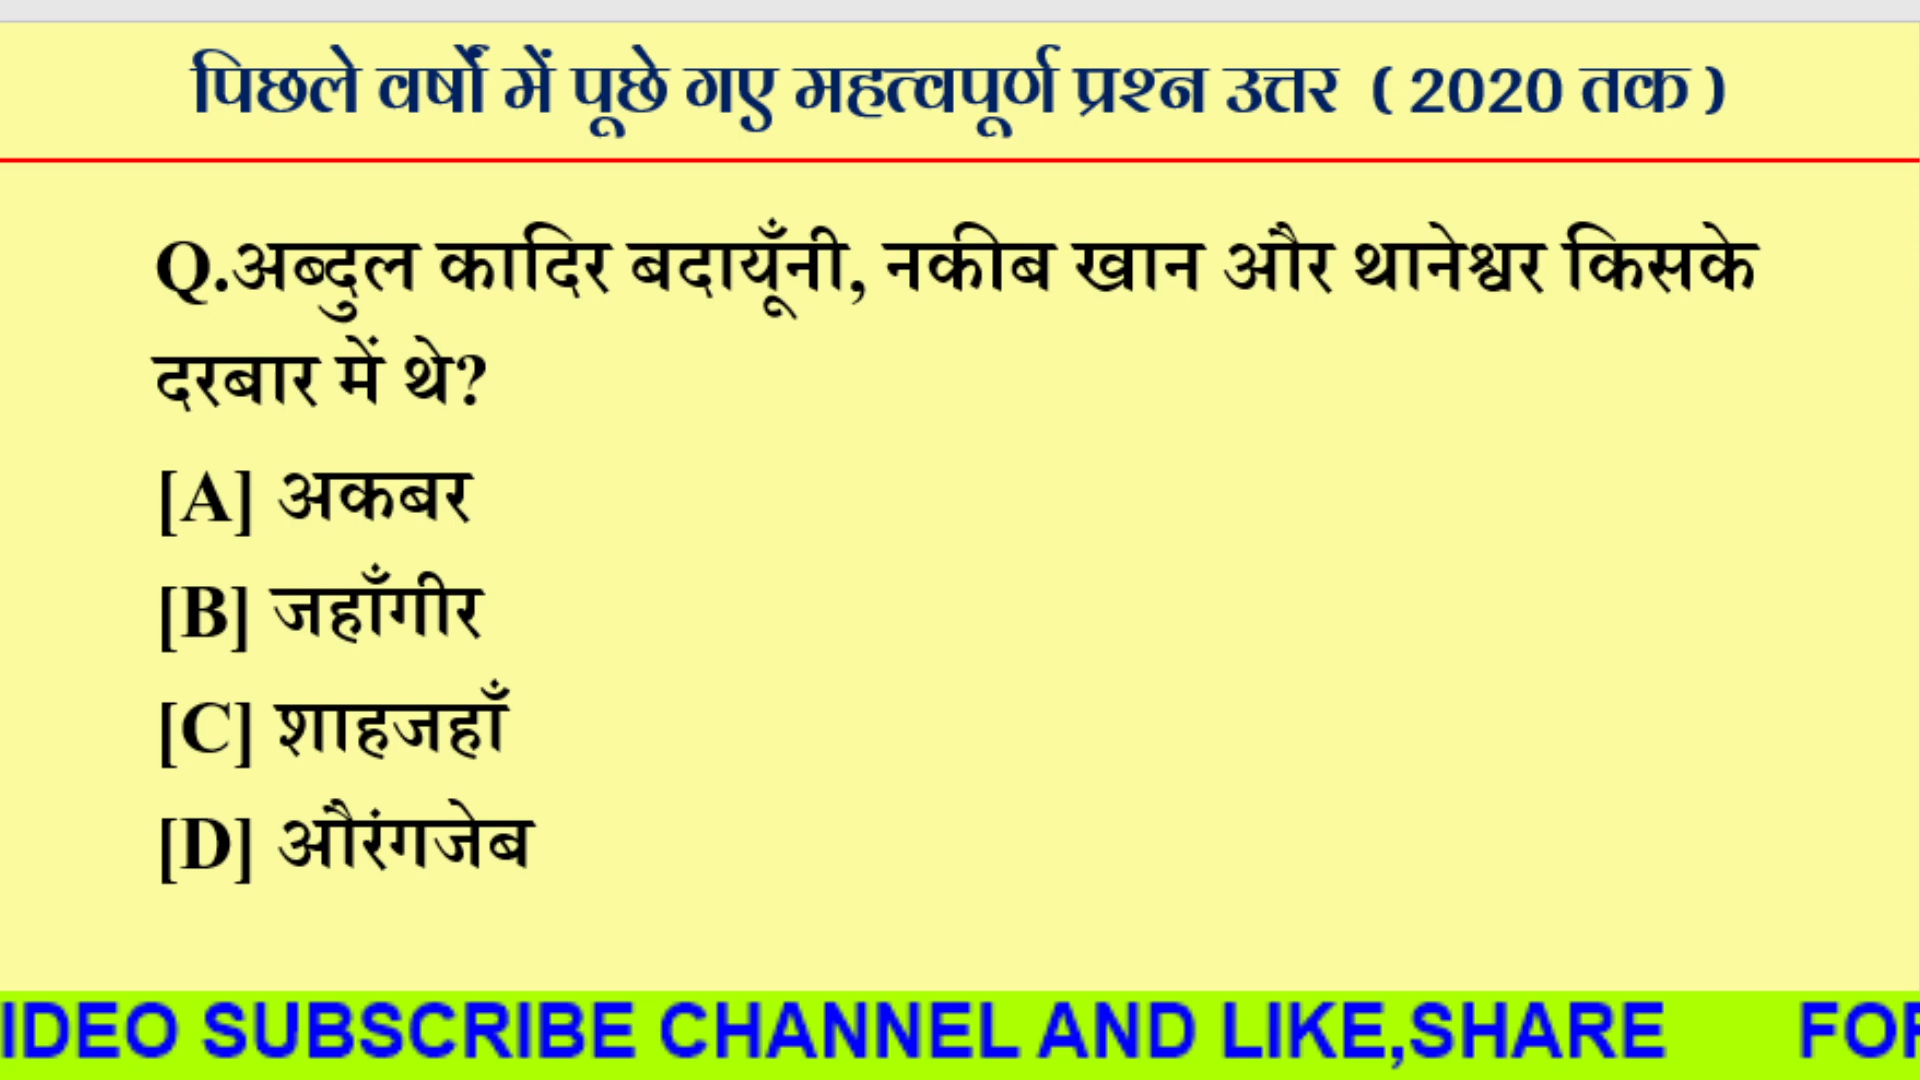 पिछले वर्षों में पूछे गए महत्वपूर्ण प्रश्न उत्तर ( 2020 तक )
Q.अब्दुल कादिर बदायूँनी, नकीब खान और थानेश्वर किसके
दरबार में थे?
[A] अकबर
[B] जहाँगीर
[C] शाहजहाँ
[D] औरंगजेब
IDEO SUBSCRIBE CHANNEL AND LIKE,SHARE FOR